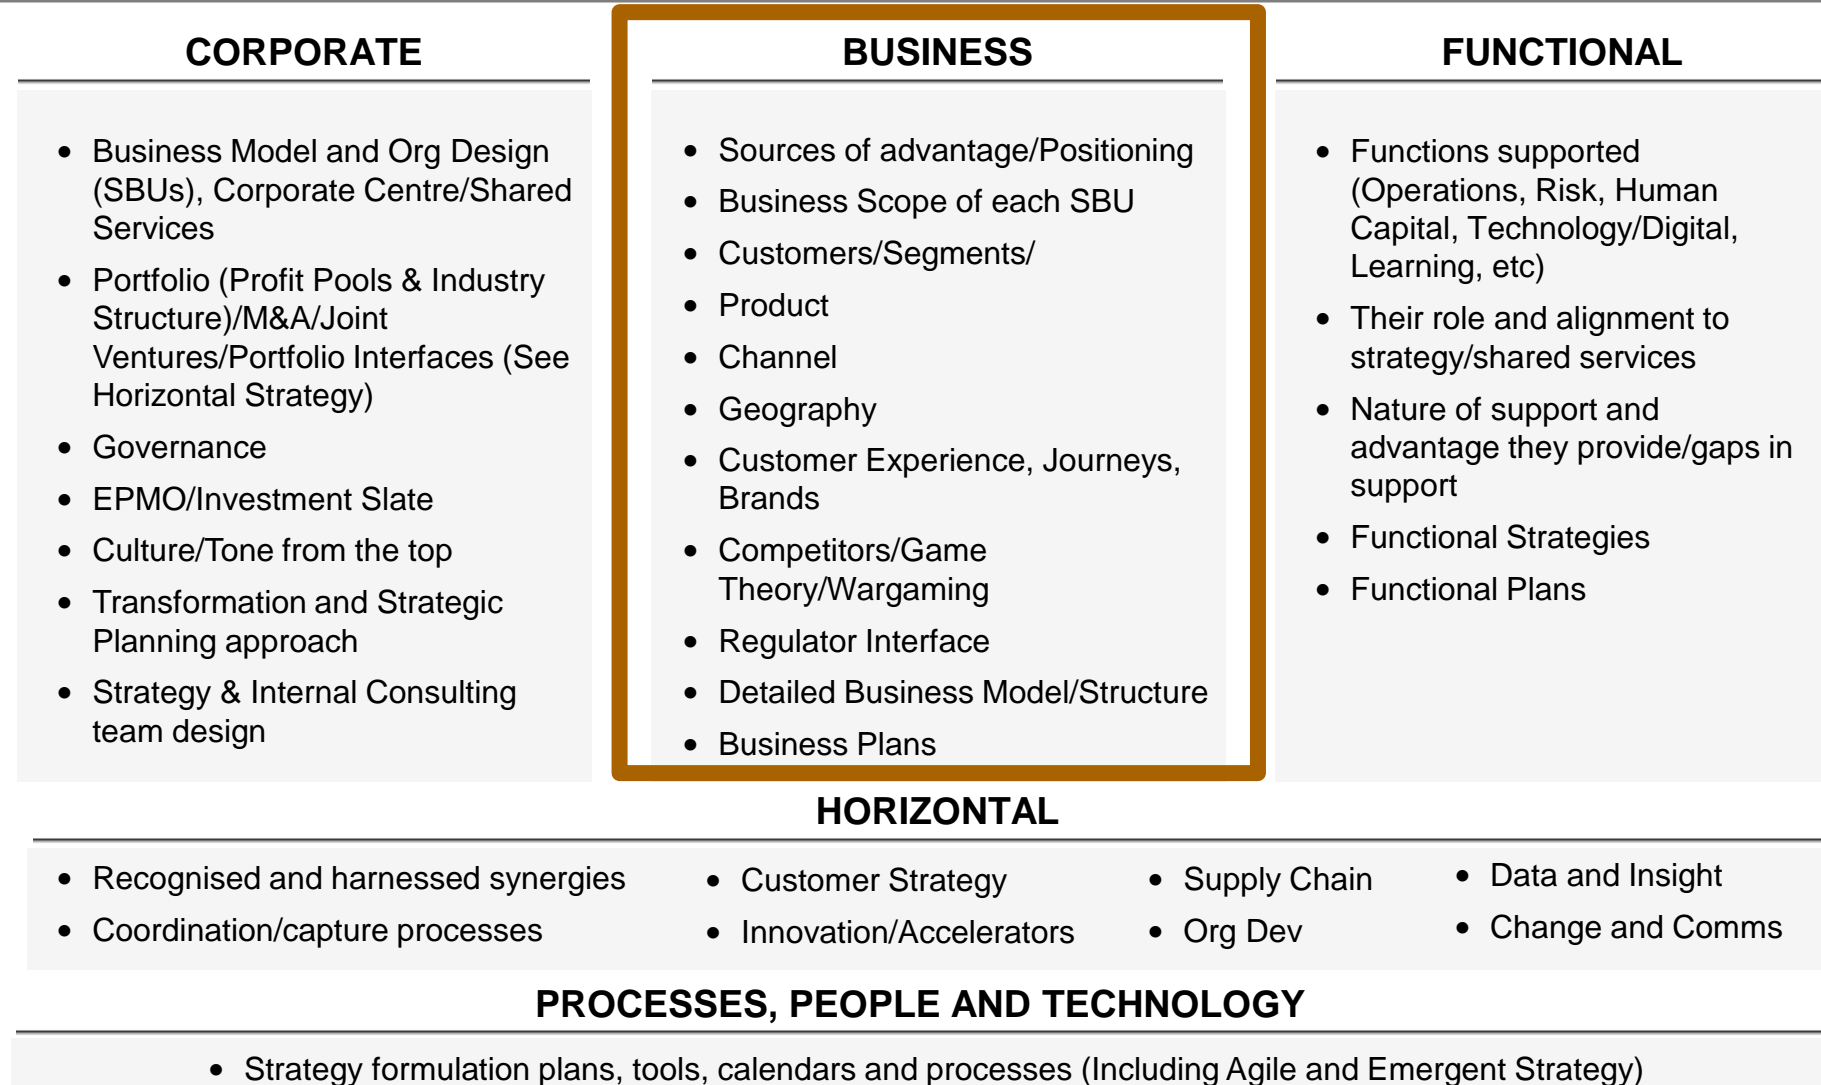 CORPORATE
• Business Model and Org Design
(SBUs), Corporate Centre/Shared
Services
• Portfolio (Profit Pools & Industry
Structure)/M&A/Joint
Ventures/Portfolio Interfaces (See
Horizontal Strategy)
• Governance
• EPMO/Investment Slate
• Culture/Tone from the top
• Transformation and Strategic
Planning approach
• Strategy & Internal Consulting
team design
BUSINESS
• Sources of advantage/Positioning
• Business Scope of each SBU
• Customers/Segments/
• Product
• Channel
• Geography
• Customer Experience, Journeys,
Brands
• Competitors/Game
Theory/Wargaming
• Regulator Interface
• Detailed Business Model/Structure
• Business Plans
FUNCTIONAL
• Functions supported
(Operations, Risk, Human
Capital, Technology/Digital,
Learning, etc)
• Their role and alignment to
strategy/shared services
• Nature of support and
advantage they provide/gaps in
support
• Functional Strategies
• Functional Plans
HORIZONTAL
• Recognised and harnessed synergies
• Coordination/capture processes
• Customer Strategy
• Innovation/Accelerators
• Supply Chain
• Org Dev
• Data and Insight
• Change and Comms
PROCESSES, PEOPLE AND TECHNOLOGY
• Strategy formulation plans, tools, calendars and processes (Including Agile and Emergent Strategy)